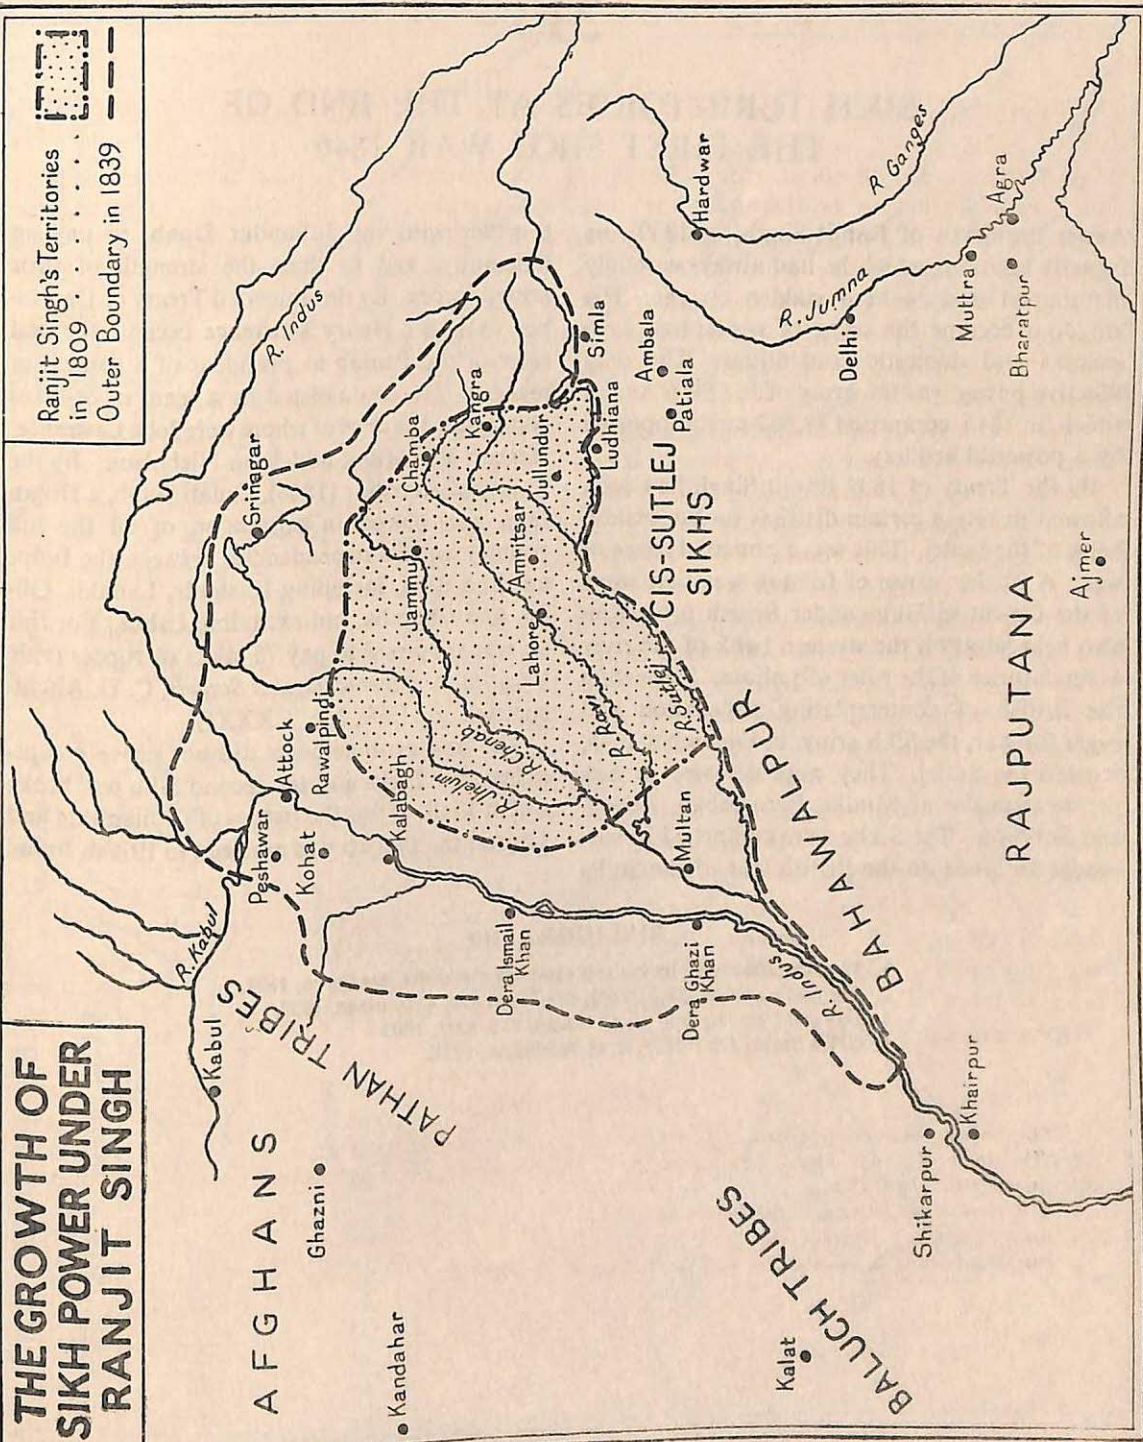 THE GROWTH OF
SIKH POWER UNDER
RANJIT SINGH
Ranjit Singh's Territories
in 1809 . . . . . . .
Outer Boundary in 1839
R. Kabul
Kabul
PATHAN TRIBES
AFGHANS
Ghazni
Kandahar
Peshawar
Attock
Kohat
Rawalpindi
Kalabagh
Srinagar
R. Indus
Jammu
Chamba
Kangra
R. Jhelum
R. Chenab
Lahore
Amritsar
Jullundur
R. Ravi
R. Sutlej
Ludhiana
Simla
CIS-SUTLEJ
SIKHS
Patiala
Ambala
Hardwar
Dera Ismail
Khan
Multan
Dera Ghazi
Khan
R. Indus
BAHAWALPUR
R. Jumna
R Ganges
Delhi
Muttra
Agra
Bharatpur
Ajmer
RAJPUTANA
Kalat
BALUCH TRIBES
Shikarpur
Khairpur